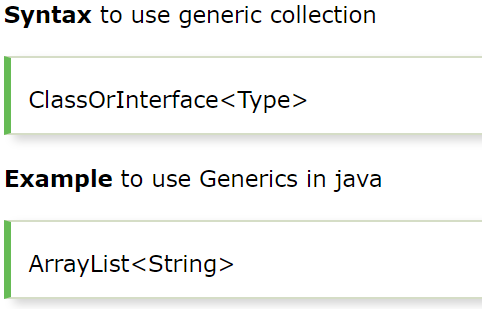 Syntax to use generic collection
ClassOrInterface<Type>
Example to use Generics in java
ArrayList<String>